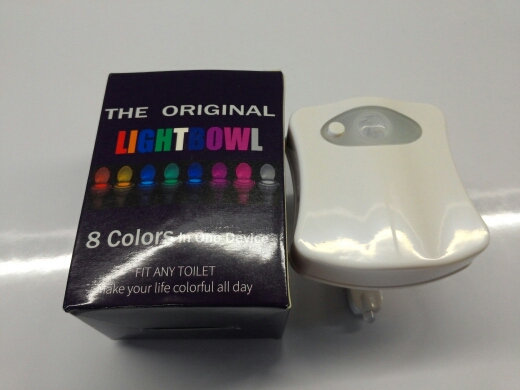 THE ORIGINAL
LIGHTBOWL
8 Colors In One Device
FIT ANY TOILET
Make your life colorful all day